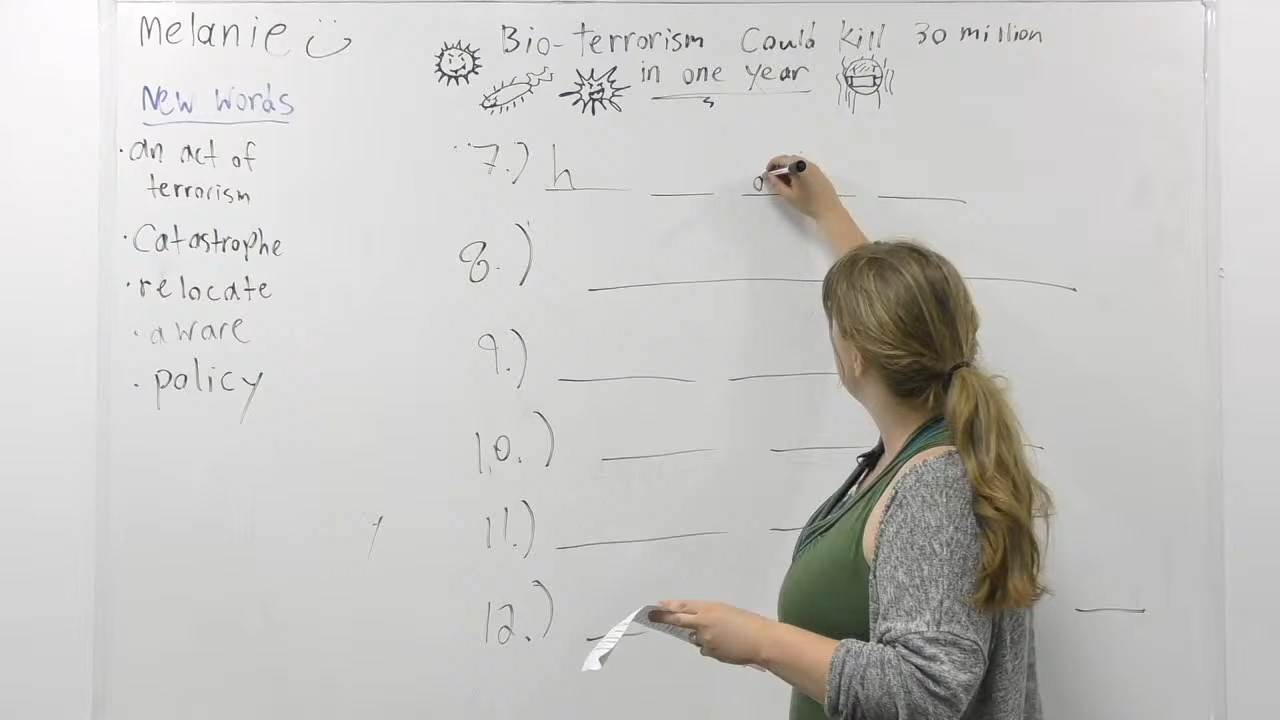 Melanie
New words
· an act of
terrorism
· Catastrophe
· relocate
· aware
· policy
Bio-terrorism Could kill 30 million
in one year
7.) h o
8.)
9.)
10.)
11.)
12.)